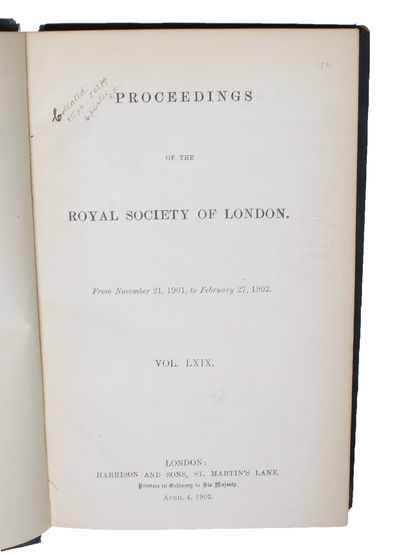 Collated
PROCEEDINGS
OF THE
ROYAL SOCIETY OF LONDON.
From November 21, 1901, to February 27, 1902.
VOL. LXIX.
LONDON:
HARRISON AND SONS, ST. MARTIN'S LANE,
Printers in Ordinary to His Majesty.
APRIL 4, 1902.